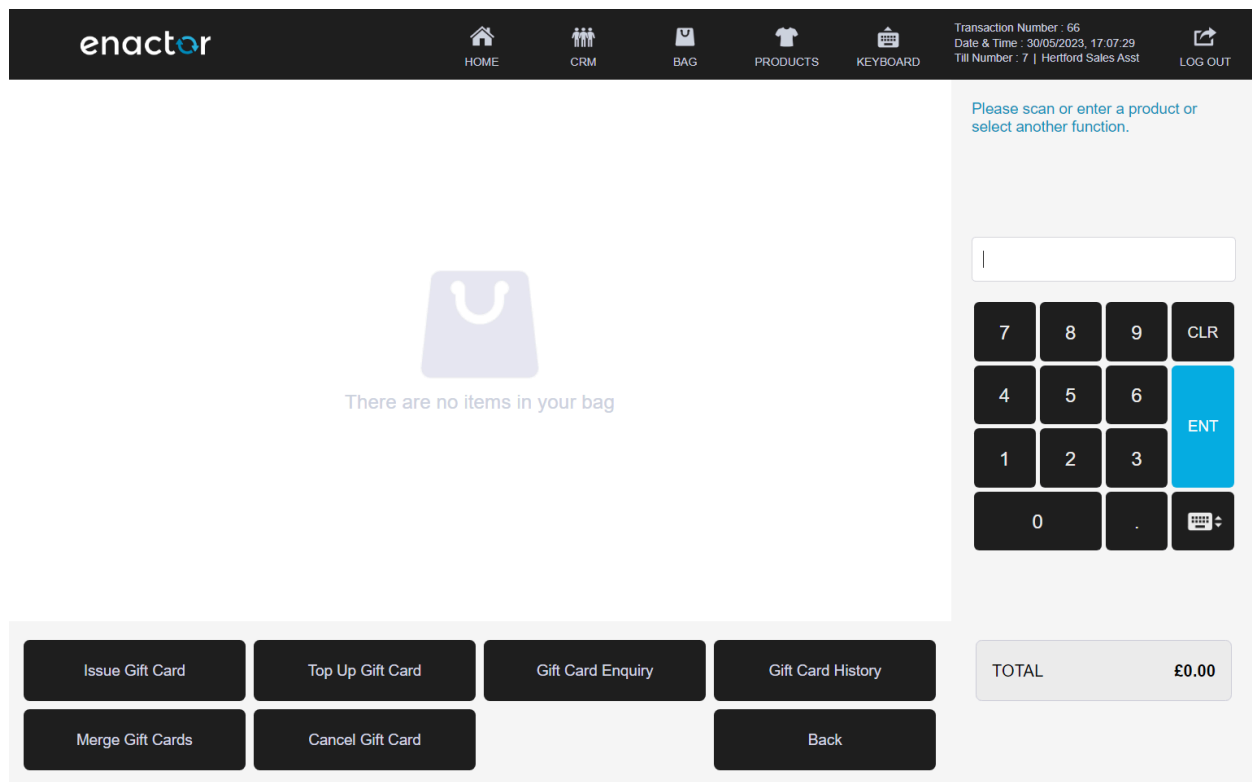 enactor
HOME
CRM
BAG
PRODUCTS
KEYBOARD
Transaction Number : 66
Date & Time : 30/05/2023, 17:07:29
Till Number : 7 | Hertford Sales Asst
LOG OUT
Please scan or enter a product or
select another function.
There are no items in your bag
7 8 9 CLR
4 5 6
ENT
1 2 3
0 .
Issue Gift Card
Top Up Gift Card
Gift Card Enquiry
Gift Card History
TOTAL £0.00
Merge Gift Cards
Cancel Gift Card
Back